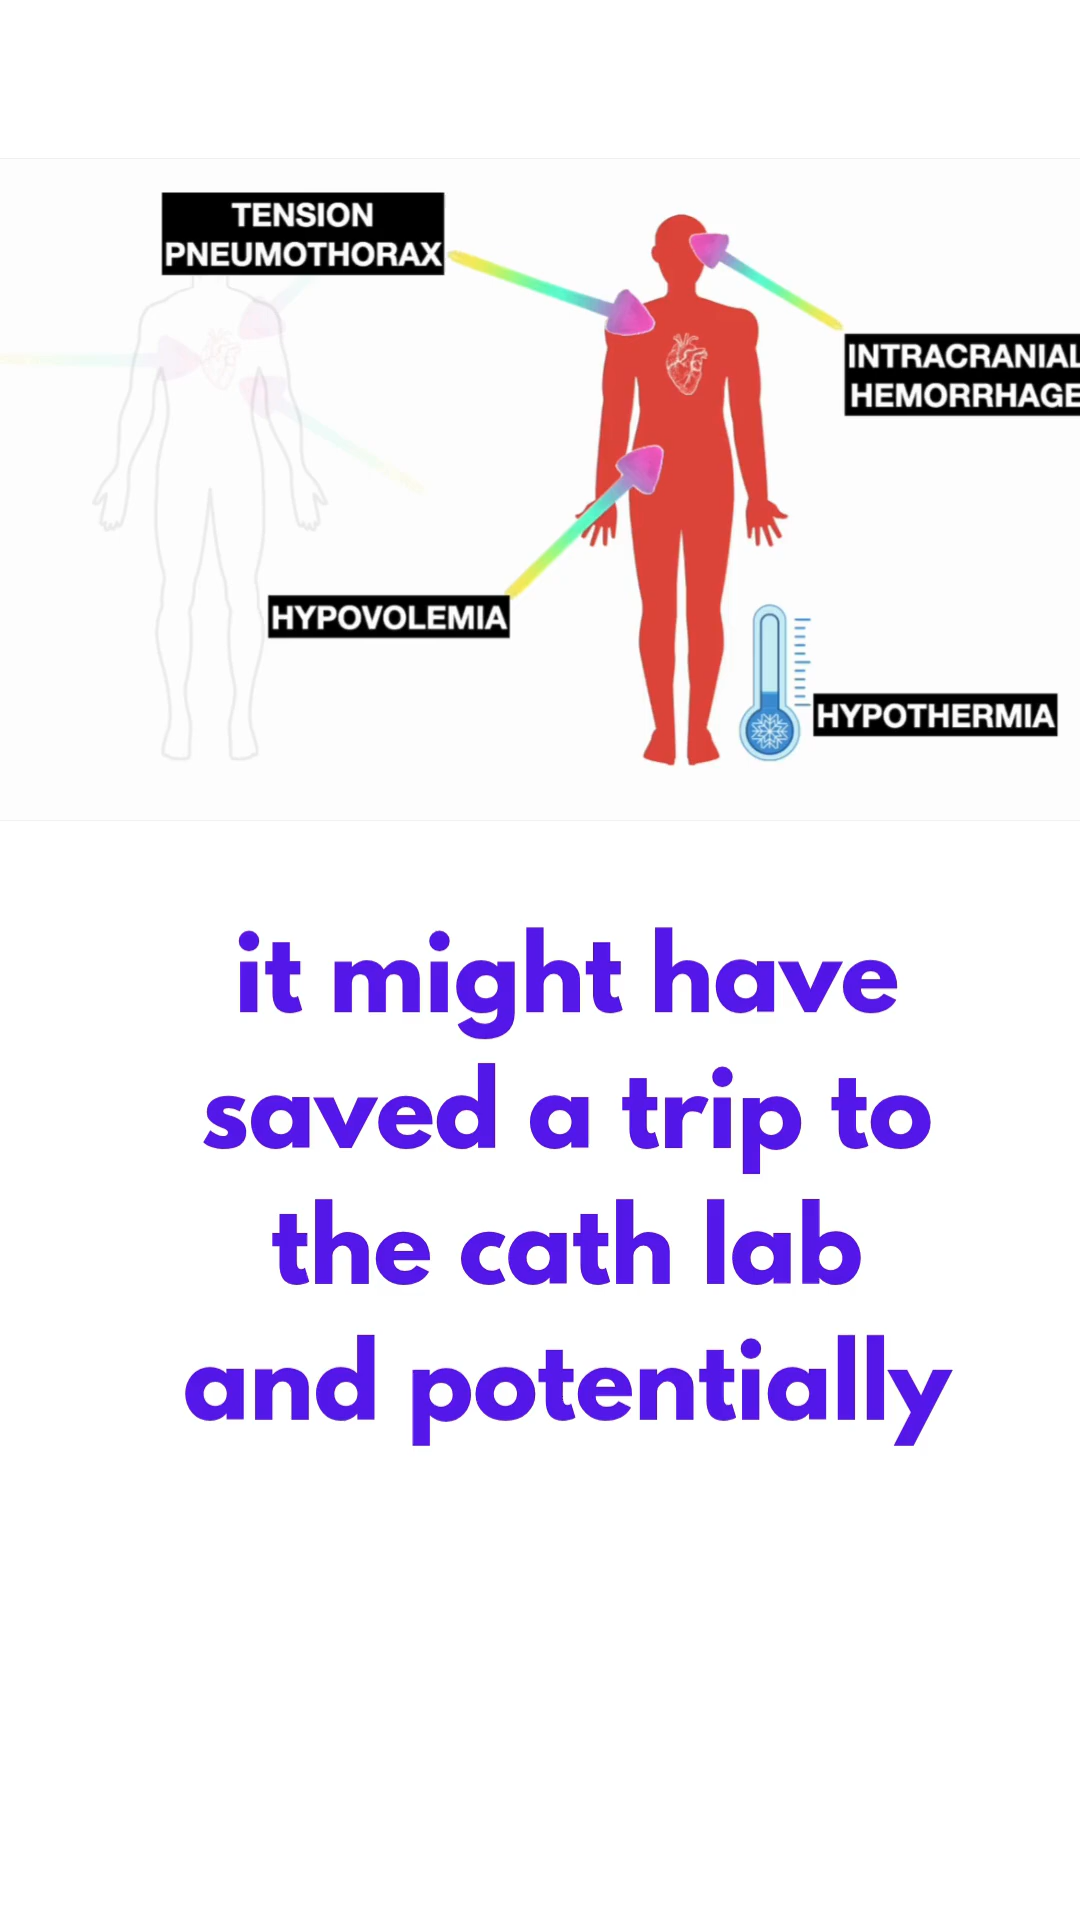 TENSION
PNEUMOTHORAX
INTRACRANIAL
HEMORRHAGE
HYPOVOLEMIA
HYPOTHERMIA
it might have
saved a trip to
the cath lab
and potentially